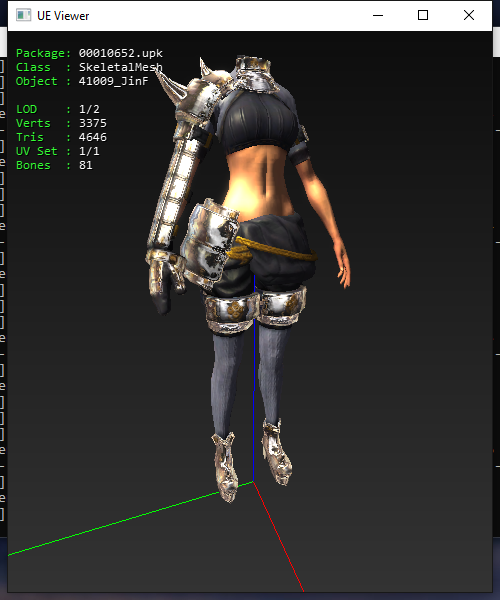 UE Viewer
Package: 00010652.upk
Class  : SkeletalMesh
Object : 41009_JinF
LOD    : 1/2
Verts  : 3375
Tris   : 4646
UV Set : 1/1
Bones  : 81